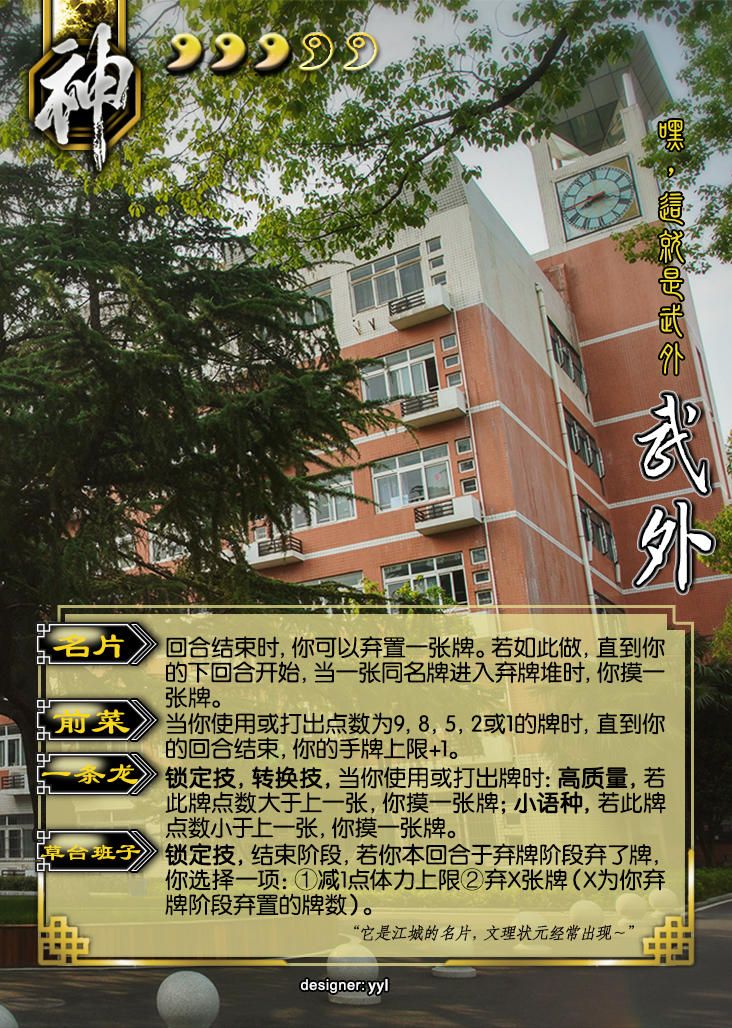 神
嘿，這就是武外
武外
名片
回合结束时, 你可以弃置一张牌。若如此做, 直到你
的下回合开始, 当一张同名牌进入弃牌堆时, 你摸一
张牌。
前菜
当你使用或打出点数为9, 8, 5, 2或1的牌时, 直到你
的回合结束, 你的手牌上限+1。
一条龙
锁定技, 转换技, 当你使用或打出牌时: 高质量, 若
此牌点数大于上一张, 你摸一张牌; 小语种, 若此牌
点数小于上一张, 你摸一张牌。
草台班子
锁定技, 结束阶段, 若你本回合于弃牌阶段弃了牌,
你选择一项: ①减1点体力上限②弃X张牌 (X为你弃
牌阶段弃置的牌数)。
“它是江城的名片, 文理状元经常出现~”
designer: yyl